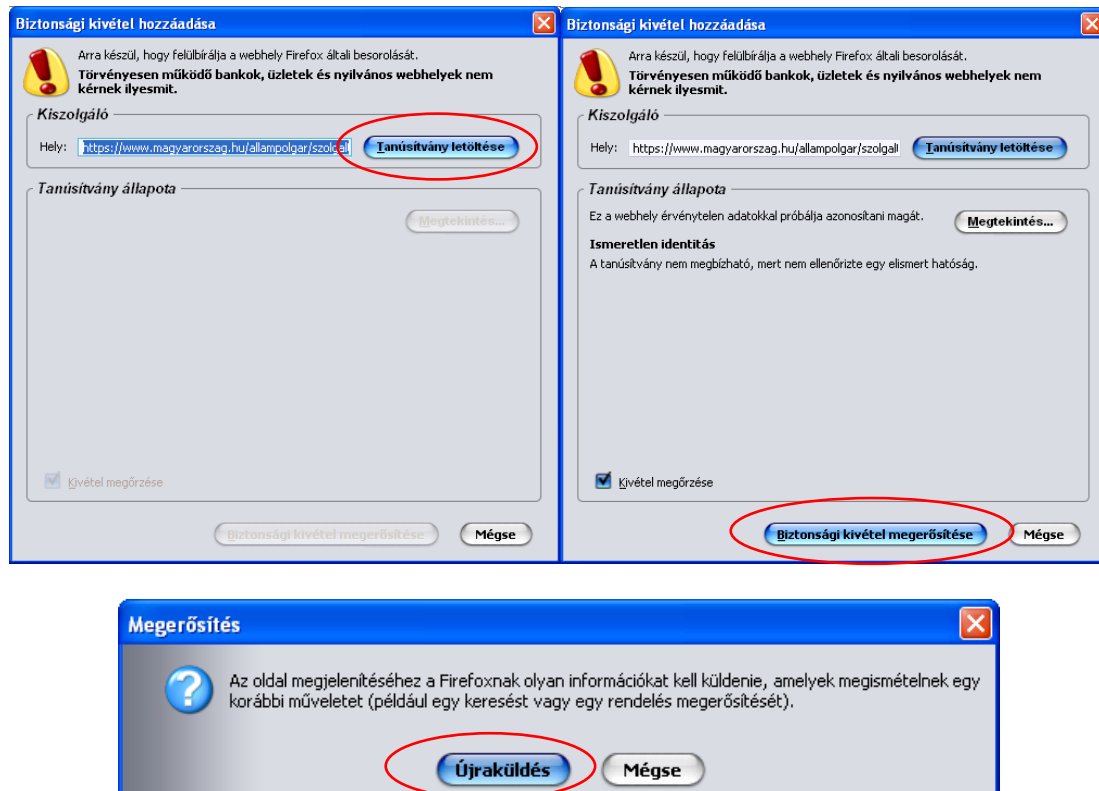 Biztonsági kivétel hozzáadása
Arra készül, hogy felülbírálja a webhely Firefox általi besorolását.
Törvényesen működő bankok, üzletek és nyilvános webhelyek nem
kérnek ilyesmit.
Kiszolgáló
Hely: https://www.magyarorszag.hu/allampolgar/szolgall Tanúsítvány letöltése
Tanúsítvány állapota
Megtekintés...
Kivétel megőrzése
Biztonsági kivétel megerősítése Mégse
Biztonsági kivétel hozzáadása
Arra készül, hogy felülbírálja a webhely Firefox általi besorolását.
Törvényesen működő bankok, üzletek és nyilvános webhelyek nem
kérnek ilyesmit.
Kiszolgáló
Hely: https://www.magyarorszag.hu/allampolgar/szolgall Tanúsítvány letöltése
Tanúsítvány állapota
Ez a webhely érvénytelen adatokkal próbálja azonosítani magát. Megtekintés...
Ismeretlen identitás
A tanúsítvány nem megbízható, mert nem ellenőrizte egy elismert hatóság.
Kivétel megőrzése
Biztonsági kivétel megerősítése Mégse
Megerősítés
Az oldal megjelenítéséhez a Firefoxnak olyan információkat kell küldenie, amelyek megismételnek egy
korábbi műveletet (például egy keresést vagy egy rendelés megerősítését).
Újraküldés Mégse